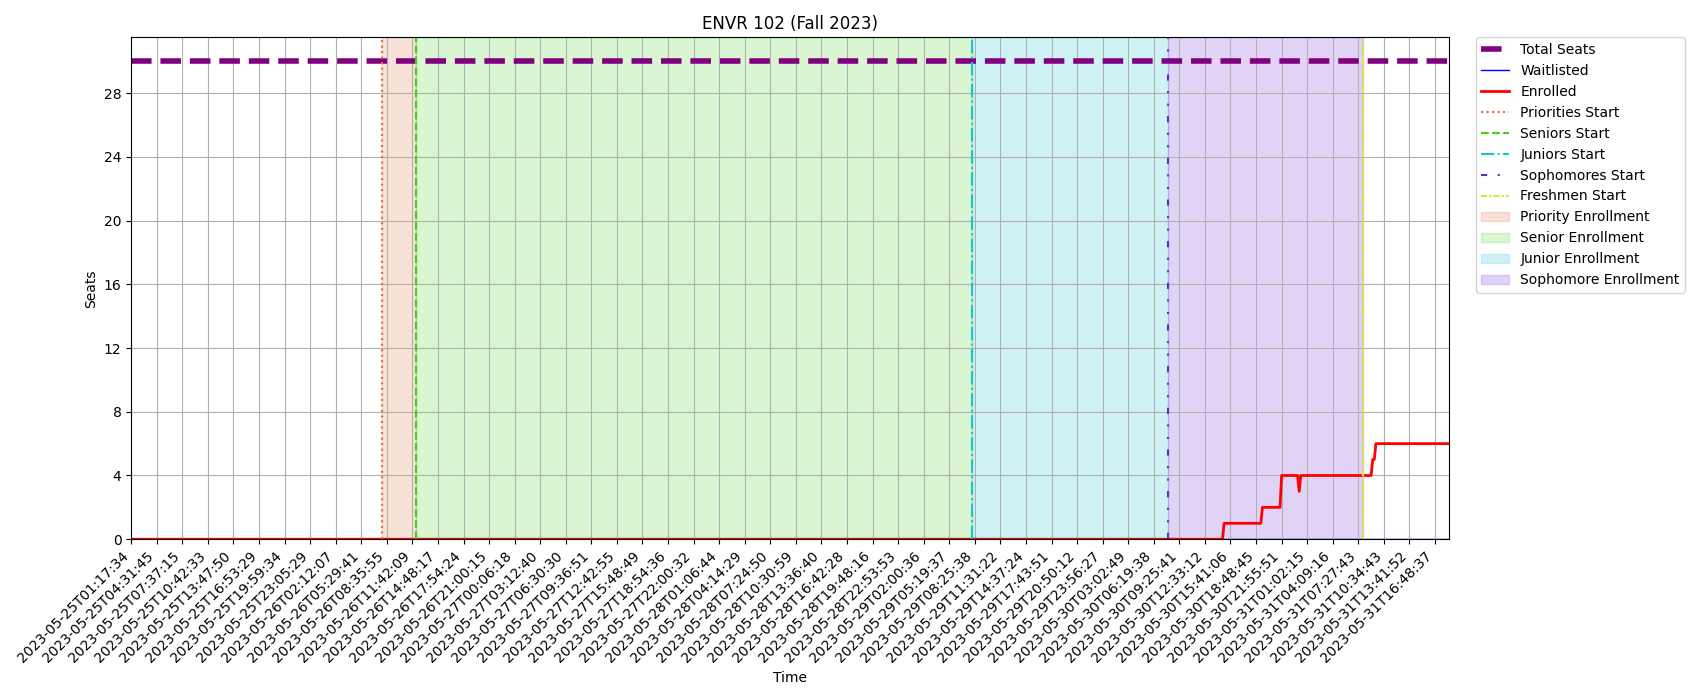 ENVR 102 (Fall 2023)
Seats
28
24
20
16
12
8
4
0
2023-05-25T01:17:34
2023-05-25T04:31:45
2023-05-25T07:37:15
2023-05-25T10:42:33
2023-05-25T13:47:50
2023-05-25T16:53:29
2023-05-25T19:59:34
2023-05-25T23:05:29
2023-05-26T02:12:07
2023-05-26T05:29:41
2023-05-26T08:35:55
2023-05-26T11:42:09
2023-05-26T14:48:17
2023-05-26T17:54:24
2023-05-26T21:00:15
2023-05-27T00:06:18
2023-05-27T03:12:40
2023-05-27T06:30:30
2023-05-27T09:36:51
2023-05-27T12:42:55
2023-05-27T15:48:49
2023-05-27T18:54:36
2023-05-27T22:00:32
2023-05-28T01:06:44
2023-05-28T04:14:29
2023-05-28T07:24:50
2023-05-28T10:30:59
2023-05-28T13:36:40
2023-05-28T16:42:28
2023-05-28T19:48:16
2023-05-28T22:53:53
2023-05-29T02:00:36
2023-05-29T05:19:37
2023-05-29T08:25:38
2023-05-29T11:31:22
2023-05-29T14:37:24
2023-05-29T17:43:51
2023-05-29T20:50:12
2023-05-29T23:56:27
2023-05-30T03:02:49
2023-05-30T06:19:38
2023-05-30T09:25:41
2023-05-30T12:33:12
2023-05-30T15:41:06
2023-05-30T18:48:45
2023-05-30T21:55:51
2023-05-31T01:02:15
2023-05-31T04:09:16
2023-05-31T07:27:43
2023-05-31T10:34:43
2023-05-31T13:41:52
2023-05-31T16:48:37
Time
Total Seats
Waitlisted
Enrolled
Priorities Start
Seniors Start
Juniors Start
Sophomores Start
Freshmen Start
Priority Enrollment
Senior Enrollment
Junior Enrollment
Sophomore Enrollment